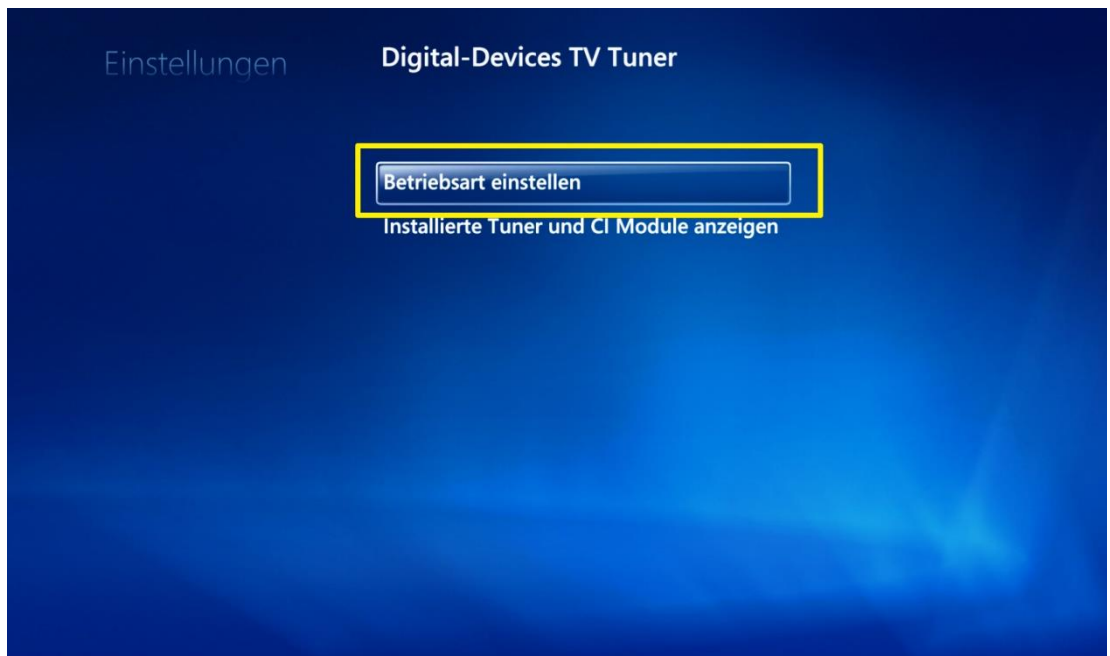 Einstellungen
Digital-Devices TV Tuner
Betriebsart einstellen
Installierte Tuner und CI Module anzeigen